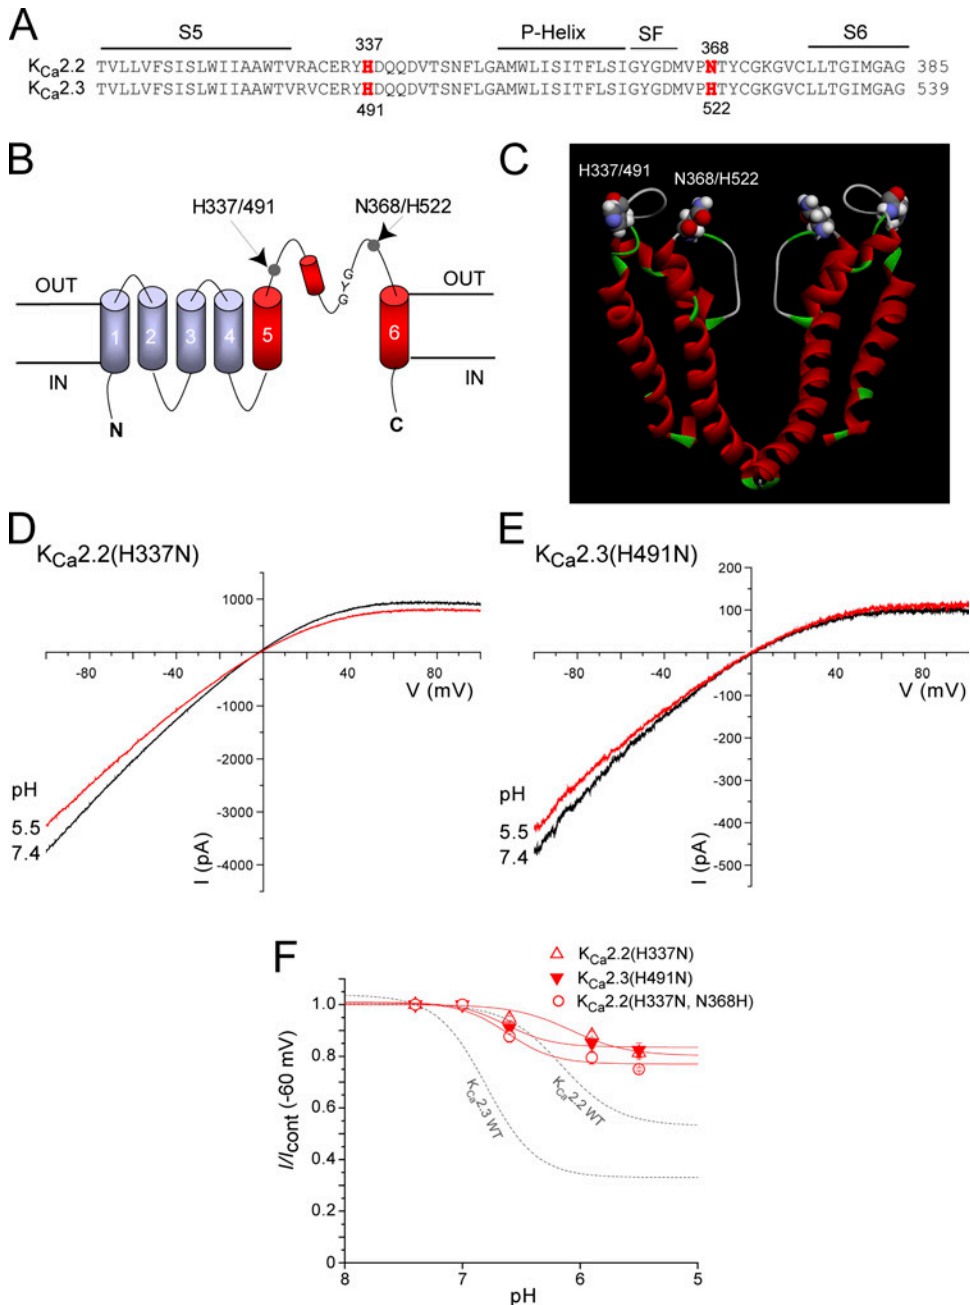 A
S5
P-Helix
SF
S6
337
368
KCa2.2 TVLLVFSISLWIIAAWTVRACERYHDQQDVTSNFLGAMWLISITFLSIGYGDMVPNTYCGKGVCLLTGIMGAG 385
KCa2.3 TVLLVFSISLWIIAAWTVRVCERYHDQQDVTSNFLGAMWLISITFLSIGYGDMVPHTYCGKGVCLLTGIMGAG 539
491
522
B
H337/491
N368/H522
OUT
OUT
GYG
1 2 3 4 5 6
IN
IN
N
C
C
H337/491
N368/H522
D
KCa2.2(H337N)
1000
-80 -40 40 80
V (mV)
-1000
-2000
-3000
-4000
pH
5.5
7.4
I (pA)
E
KCa2.3(H491N)
200
100
-80 -40 40 80
V (mV)
-100
-200
-300
-400
-500
pH
5.5
7.4
I (pA)
F
KCa2.2(H337N)
KCa2.3(H491N)
KCa2.2(H337N, N368H)
1.0
0.8
0.6
0.4
0.2
0
I/Icont (-60 mV)
KCa2.3 WT
KCa2.2 WT
8 7 6 5
pH